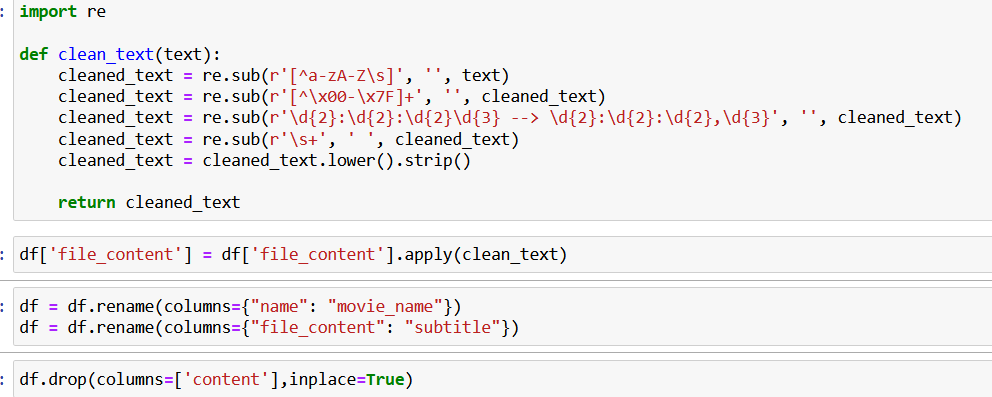 import re
def clean_text(text):
    cleaned_text = re.sub(r'[^a-zA-Z\s]', '', text)
    cleaned_text = re.sub(r'[^\x00-\x7F]+', '', cleaned_text)
    cleaned_text = re.sub(r'\d{2}:\d{2}:\d{2}\d{3} --> \d{2}:\d{2}:\d{2},\d{3}', '', cleaned_text)
    cleaned_text = re.sub(r'\s+', ' ', cleaned_text)
    cleaned_text = cleaned_text.lower().strip()
    return cleaned_text
df['file_content'] = df['file_content'].apply(clean_text)
df = df.rename(columns={"name": "movie_name"})
df = df.rename(columns={"file_content": "subtitle"})
df.drop(columns=['content'],inplace=True)